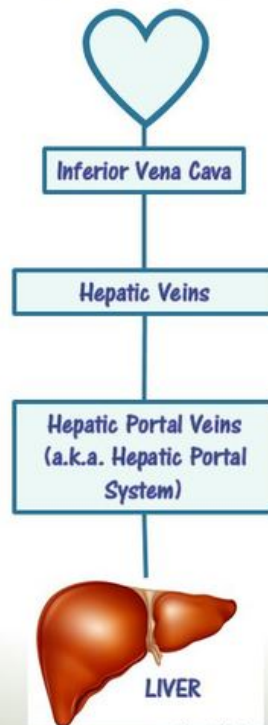 Inferior Vena Cava
Hepatic Veins
Hepatic Portal Veins
(a.k.a. Hepatic Portal
System)
LIVER